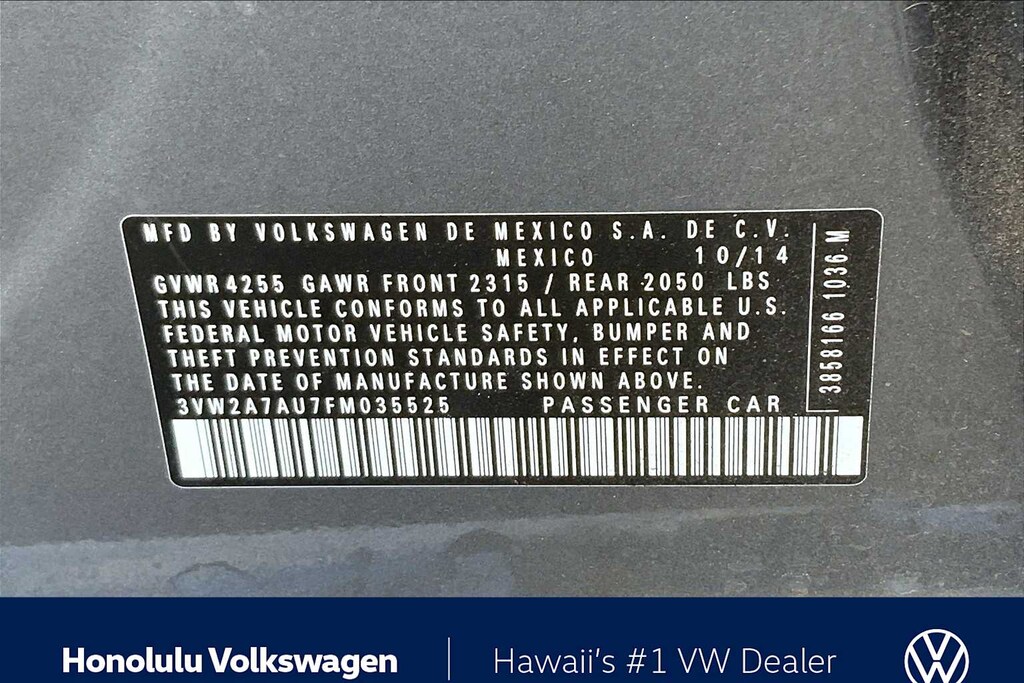 MFD BY VOLKSWAGEN DE MEXICO S.A. DE C.V.
MEXICO 10/14
GVWR 4255 GAWR FRONT 2315 / REAR 2050 LBS
THIS VEHICLE CONFORMS TO ALL APPLICABLE U.S.
FEDERAL MOTOR VEHICLE SAFETY, BUMPER AND
THEFT PREVENTION STANDARDS IN EFFECT ON
THE DATE OF MANUFACTURE SHOWN ABOVE.
3VW2A7AU7FM035525 PASSENGER CAR
3858166 1036 M
Honolulu Volkswagen | Hawaii's #1 VW Dealer